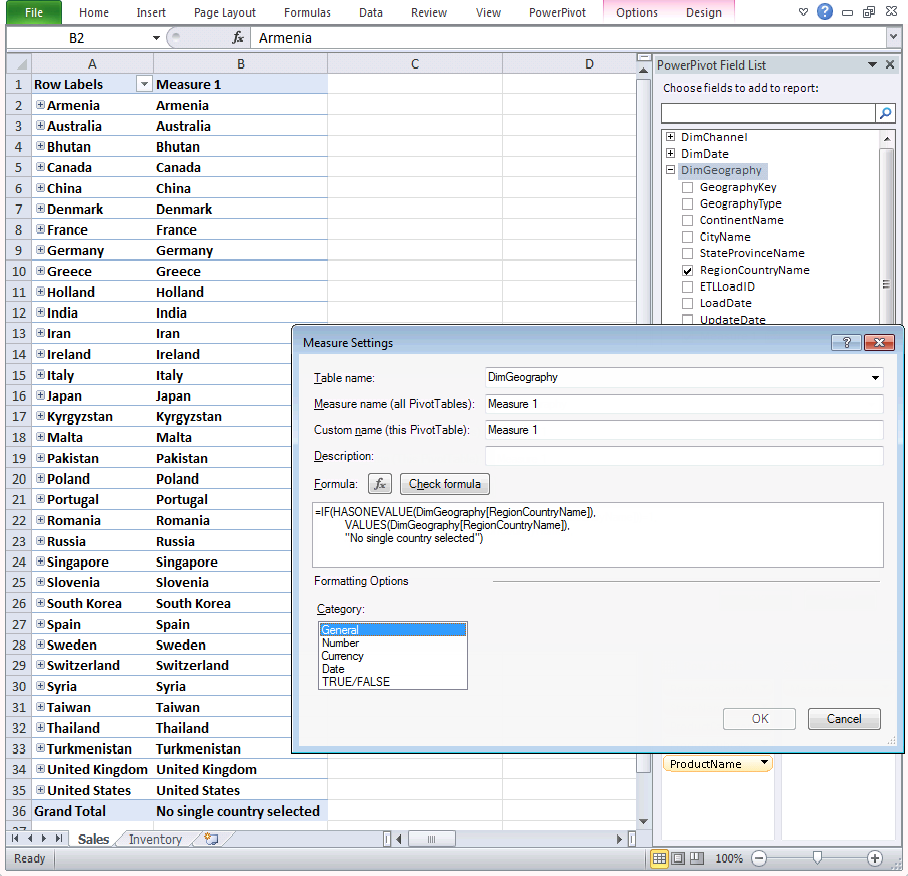 File Home Insert Page Layout Formulas Data Review View PowerPivot Options Design
B2 fx Armenia
A B C D
1 Row Labels Measure 1
2 Armenia Armenia
3 Australia Australia
4 Bhutan Bhutan
5 Canada Canada
6 China China
7 Denmark Denmark
8 France France
9 Germany Germany
10 Greece Greece
11 Holland Holland
12 India India
13 Iran Iran
14 Ireland Ireland
15 Italy Italy
16 Japan Japan
17 Kyrgyzstan Kyrgyzstan
18 Malta Malta
19 Pakistan Pakistan
20 Poland Poland
21 Portugal Portugal
22 Romania Romania
23 Russia Russia
24 Singapore Singapore
25 Slovenia Slovenia
26 South Korea South Korea
27 Spain Spain
28 Sweden Sweden
29 Switzerland Switzerland
30 Syria Syria
31 Taiwan Taiwan
32 Thailand Thailand
33 Turkmenistan Turkmenistan
34 United Kingdom United Kingdom
35 United States United States
36 Grand Total No single country selected
37
PowerPivot Field List
Choose fields to add to report:
DimChannel
DimDate
DimGeography
GeographyKey
GeographyType
ContinentName
CityName
StateProvinceName
RegionCountryName
ETLLoadID
LoadDate
UpdateDate
Measure Settings
Table name: DimGeography
Measure name (all PivotTables): Measure 1
Custom name (this PivotTable): Measure 1
Description:
Formula: fx Check formula
=IF(HASONEVALUE(DimGeography[RegionCountryName]),
VALUES(DimGeography[RegionCountryName]),
"No single country selected")
Formatting Options
Category:
General
Number
Currency
Date
TRUE/FALSE
OK Cancel
ProductName
Sales Inventory
Ready 100%